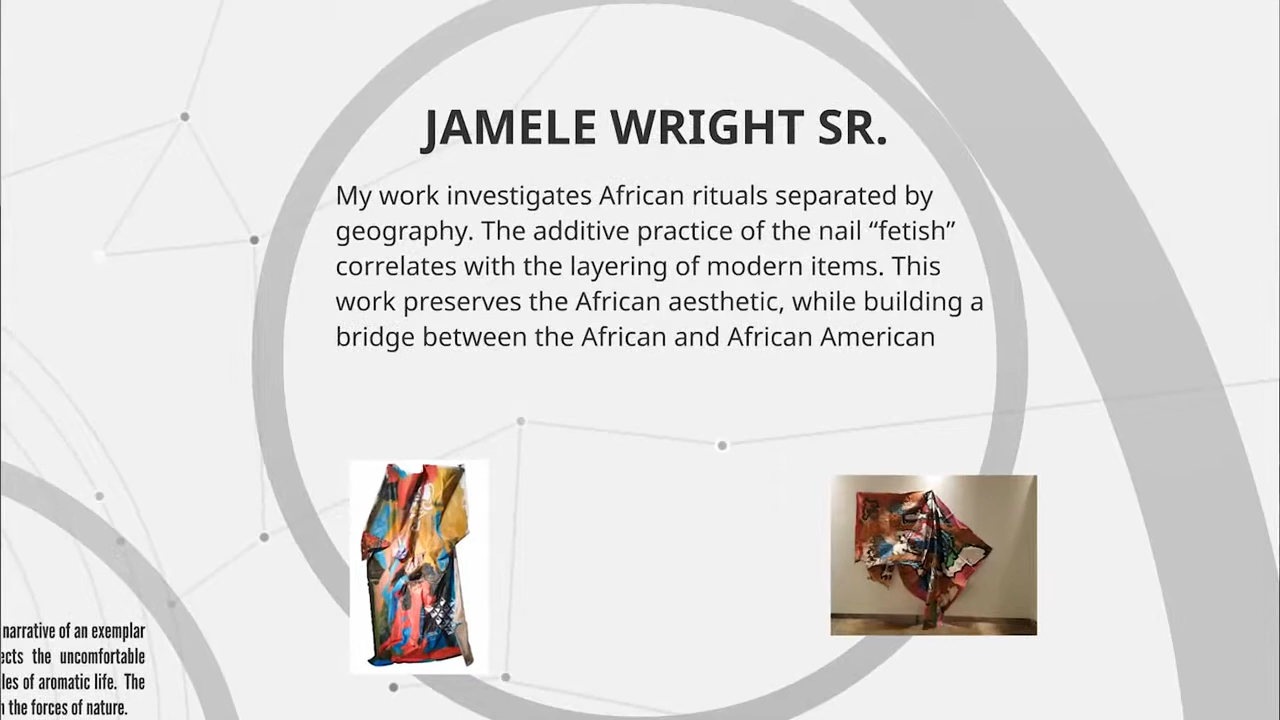 JAMELE WRIGHT SR.
My work investigates African rituals separated by
geography. The additive practice of the nail “fetish”
correlates with the layering of modern items. This
work preserves the African aesthetic, while building a
bridge between the African and African American
narrative of an exemplar
the uncomfortable
of aromatic life. The
the forces of nature.